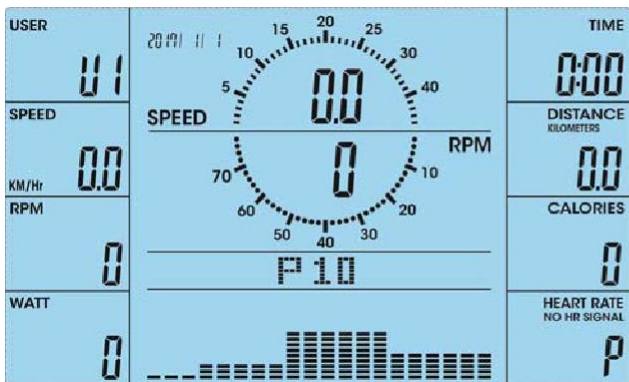 USER
U1
SPEED
KM/Hr 0.0
RPM
0
WATT
0
2017/ 1/ 1
5 10 15 20 25 30 40
SPEED 0.0
0 RPM
70 60 50 40 30 20 10
P10
TIME
0:00
DISTANCE
KILOMETERS
0.0
CALORIES
0
HEART RATE
NO HR SIGNAL
P